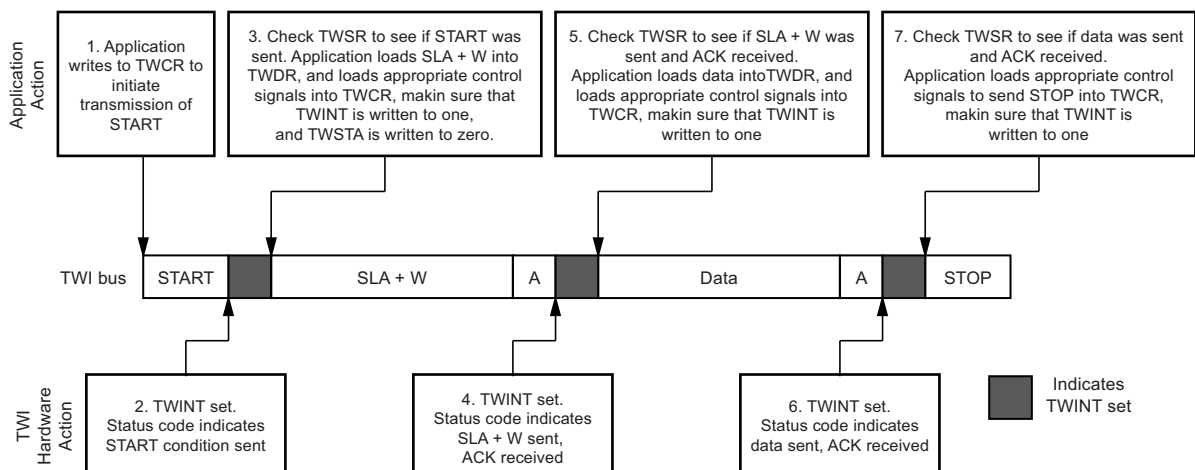 Application
Action
1. Application
writes to TWCR to
initiate
transmission of
START
3. Check TWSR to see if START was
sent. Application loads SLA + W into
TWDR, and loads appropriate control
signals into TWCR, makin sure that
TWINT is written to one,
and TWSTA is written to zero.
5. Check TWSR to see if SLA + W was
sent and ACK received.
Application loads data intoTWDR, and
loads appropriate control signals into
TWCR, makin sure that TWINT is
written to one
7. Check TWSR to see if data was sent
and ACK received.
Application loads appropriate control
signals to send STOP into TWCR,
makin sure that TWINT is
written to one
TWI bus
START
SLA + W
A
Data
A
STOP
TWI
Hardware
Action
2. TWINT set.
Status code indicates
START condition sent
4. TWINT set.
Status code indicates
SLA + W sent,
ACK received
6. TWINT set.
Status code indicates
data sent, ACK received
Indicates
TWINT set